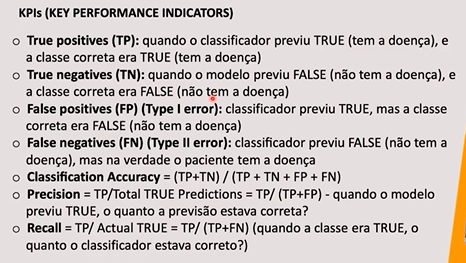 KPIs (KEY PERFORMANCE INDICATORS)
o True positives (TP): quando o classificador previu TRUE (tem a doença), e
a classe correta era TRUE (tem a doença)
o True negatives (TN): quando o modelo previu FALSE (não tem a doença), e
a classe correta era FALSE (não tem a doença)
o False positives (FP) (Type I error): classificador previu TRUE, mas a classe
correta era FALSE (não tem a doença)
o False negatives (FN) (Type II error): classificador previu FALSE (não tem a
doença), mas na verdade o paciente tem a doença
o Classification Accuracy = (TP+TN) / (TP + TN + FP + FN)
o Precision = TP/Total TRUE Predictions = TP/ (TP+FP) - quando o modelo
previu TRUE, o quanto a previsão estava correta?
o Recall = TP/ Actual TRUE = TP/ (TP+FN) (quando a classe era TRUE, o
quanto o classificador estava correto?)